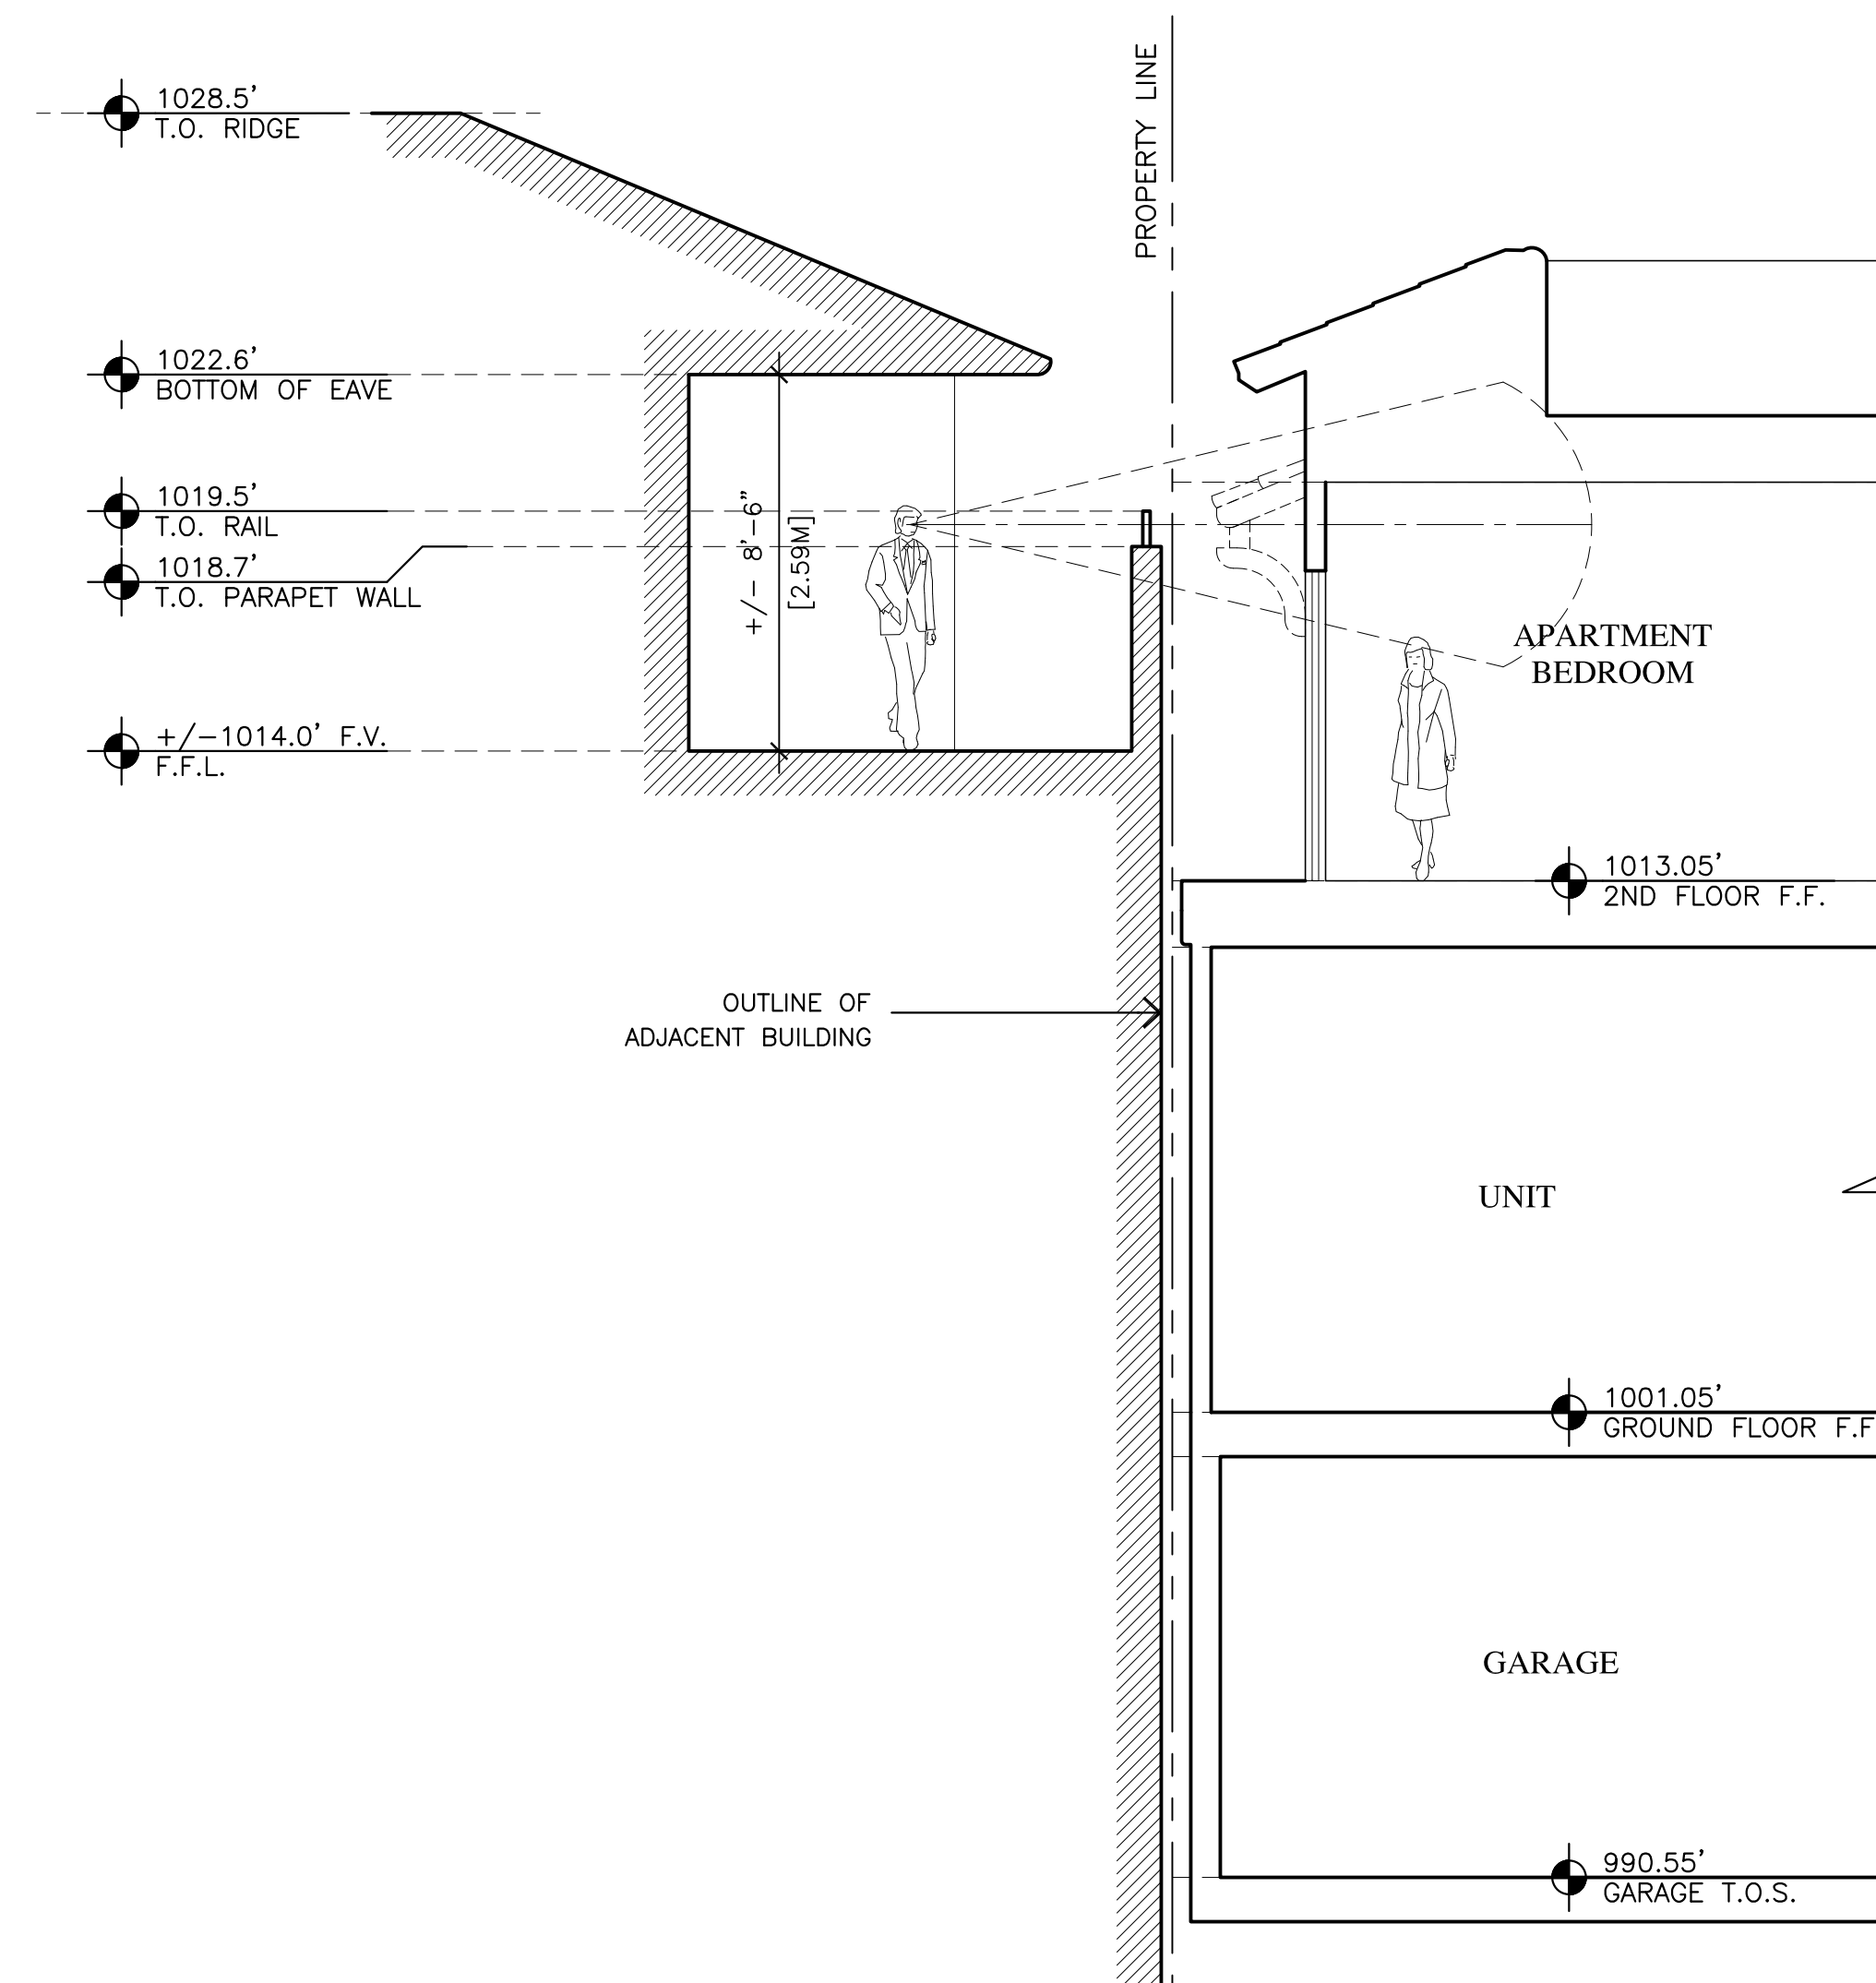 PROPERTY LINE
1028.5’
T.O. RIDGE
1022.6’
BOTTOM OF EAVE
1019.5’
T.O. RAIL
1018.7’
T.O. PARAPET WALL
+/- 8’-6”
[2.59M]
APARTMENT
BEDROOM
+/-1014.0’ F.V.
F.F.L.
1013.05’
2ND FLOOR F.F.
OUTLINE OF
ADJACENT BUILDING
UNIT
1001.05’
GROUND FLOOR F.F
GARAGE
990.55’
GARAGE T.O.S.